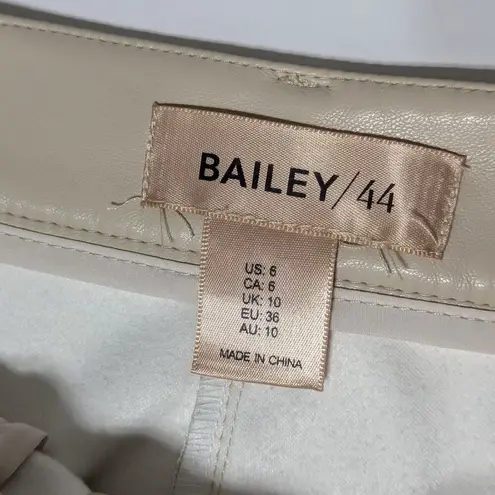 BAILEY/44
US: 6
CA: 6
UK: 10
EU: 36
AU: 10
MADE IN CHINA